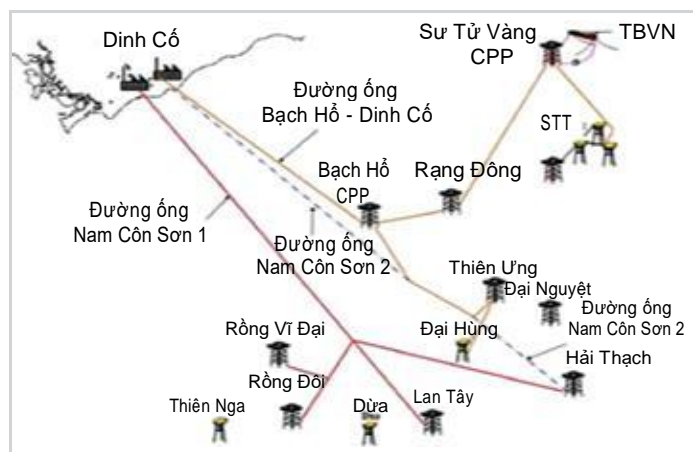 Dinh Cố
Sư Tử Vàng
CPP
TBVN
Đường ống
Bạch Hổ - Dinh Cố
STT
Bạch Hổ
CPP
Rạng Đông
Đường ống
Nam Côn Sơn 1
Đường ống
Nam Côn Sơn 2
Thiên Ưng
Đại Nguyệt
Đường ống
Nam Côn Sơn 2
Rồng Vĩ Đại
Đại Hùng
Hải Thạch
Rồng Đôi
Thiên Nga
Dừa
Lan Tây